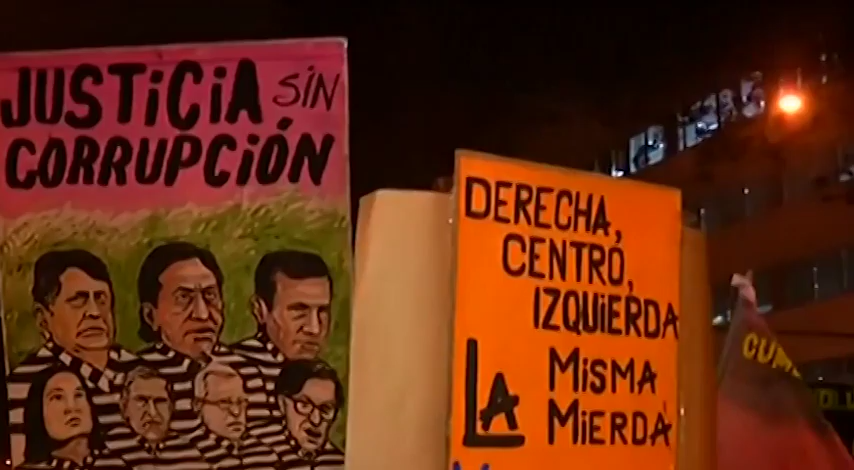 JUSTICIA SIN
CORRUPCIÓN
DERECHA,
CENTRO,
IZQUIERDA
LA MISMA
MIERDA